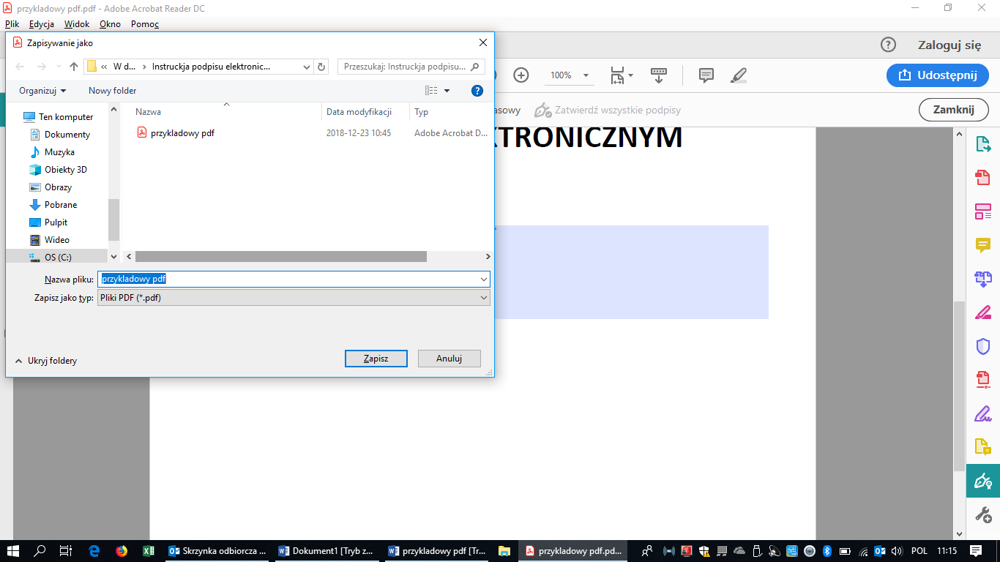 przykladowy pdf.pdf - Adobe Acrobat Reader DC
Plik Edycja Widok Okno Pomoc
Zaloguj się
Zapisywanie jako
« W d... › Instruckja podpisu elektronic...
Przeszukaj: Instruckja podpisu...
100%
Udostępnij
Organizuj
Nowy folder
asowy
Zatwierdź wszystkie podpisy
Zamknij
Nazwa
Data modyfikacji
Typ
Ten komputer
Dokumenty
Muzyka
Obiekty 3D
Obrazy
Pobrane
Pulpit
Wideo
OS (C:)
przykladowy pdf
2018-12-23 10:45
Adobe Acrobat D...
KTRONICZNYM
Nazwa pliku: przykladowy pdf
Zapisz jako typ: Pliki PDF (*.pdf)
Ukryj foldery
Zapisz
Anuluj
Skrzynka odbiorcza ...
Dokument1 [Tryb z...
przykladowy pdf [Tr...
przykladowy pdf.pd...
POL
11:15